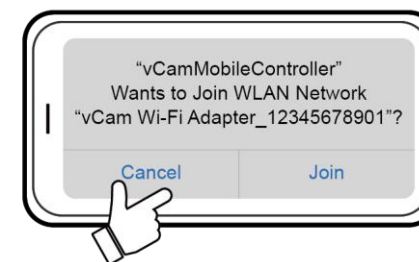 “vCamMobileController”
Wants to Join WLAN Network
“vCam Wi-Fi Adapter_12345678901”?
Cancel
Join